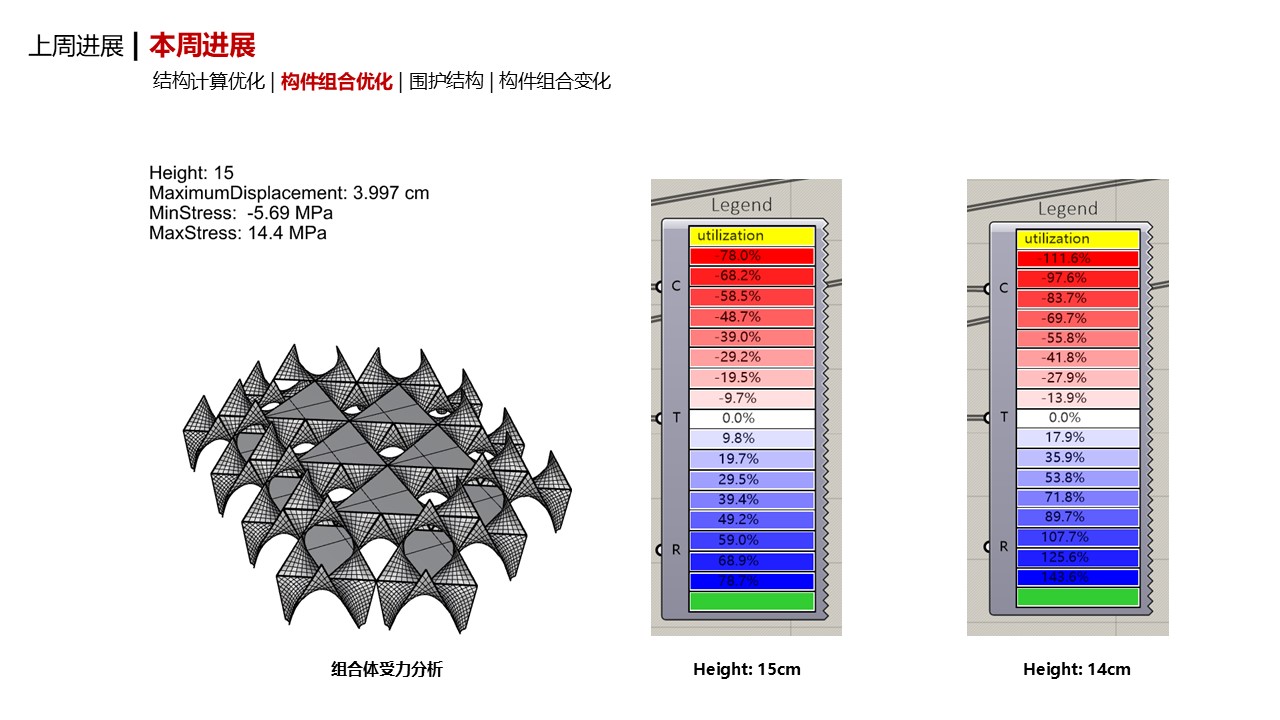 上周进展 | 本周进展
结构计算优化 | 构件组合优化 | 围护结构 | 构件组合变化
Height: 15
MaximumDisplacement: 3.997 cm
MinStress:  -5.69 MPa
MaxStress: 14.4 MPa
Legend
utilization
-78.0%
-68.2%
-58.5%
-48.7%
-39.0%
-29.2%
-19.5%
-9.7%
0.0%
9.8%
19.7%
29.5%
39.4%
49.2%
59.0%
68.9%
78.7%
C
T
R
Legend
utilization
-111.6%
-97.6%
-83.7%
-69.7%
-55.8%
-41.8%
-27.9%
-13.9%
0.0%
17.9%
35.9%
53.8%
71.8%
89.7%
107.7%
125.6%
143.6%
C
T
R
组合体受力分析
Height: 15cm
Height: 14cm